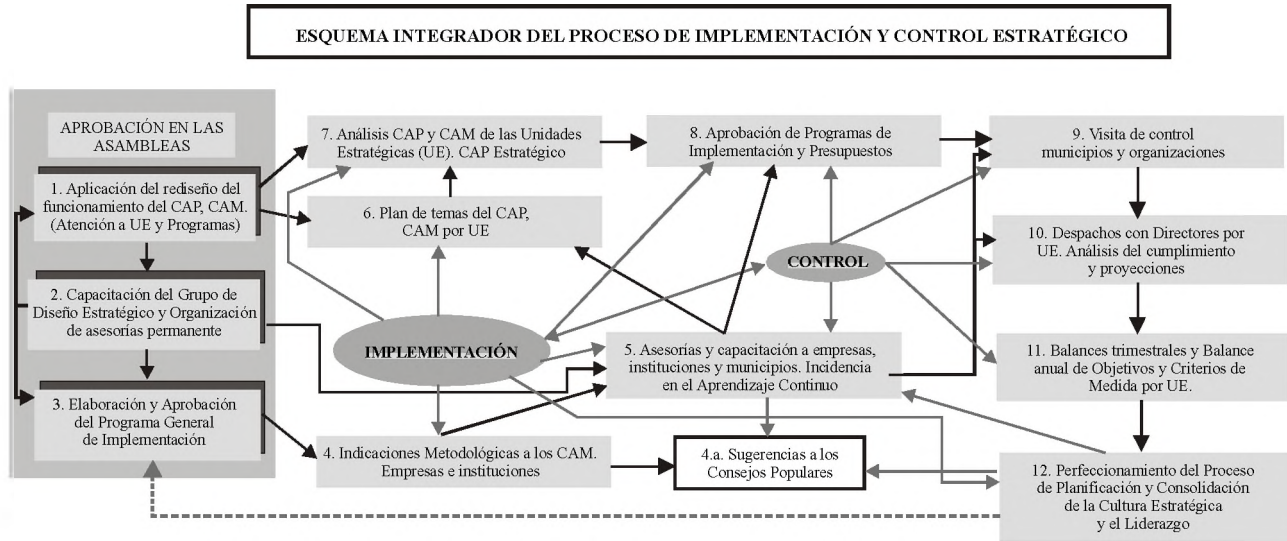 ESQUEMA INTEGRADOR DEL PROCESO DE IMPLEMENTACIÓN Y CONTROL ESTRATÉGICO
APROBACIÓN EN LAS
ASAMBLEAS
1. Aplicación del rediseño del
funcionamiento del CAP, CAM.
(Atención a UE y Programas)
2. Capacitación del Grupo de
Diseño Estratégico y Organización
de asesorías permanente
3. Elaboración y Aprobación
del Programa General
de Implementación
7. Análisis CAP y CAM de las Unidades
Estratégicas (UE). CAP Estratégico
6. Plan de temas del CAP,
CAM por UE
IMPLEMENTACIÓN
4. Indicaciones Metodológicas a los CAM.
Empresas e instituciones
8. Aprobación de Programas de
Implementación y Presupuestos
CONTROL
5. Asesorías y capacitación a empresas,
instituciones y municipios. Incidencia
en el Aprendizaje Continuo
4.a. Sugerencias a los
Consejos Populares
9. Visita de control
municipios y organizaciones
10. Despachos con Directores por
UE. Análisis del cumplimiento
y proyecciones
11. Balances trimestrales y Balance
anual de Objetivos y Criterios de
Medida por UE.
12. Perfeccionamiento del Proceso
de Planificación y Consolidación
de la Cultura Estratégica
y el Liderazgo